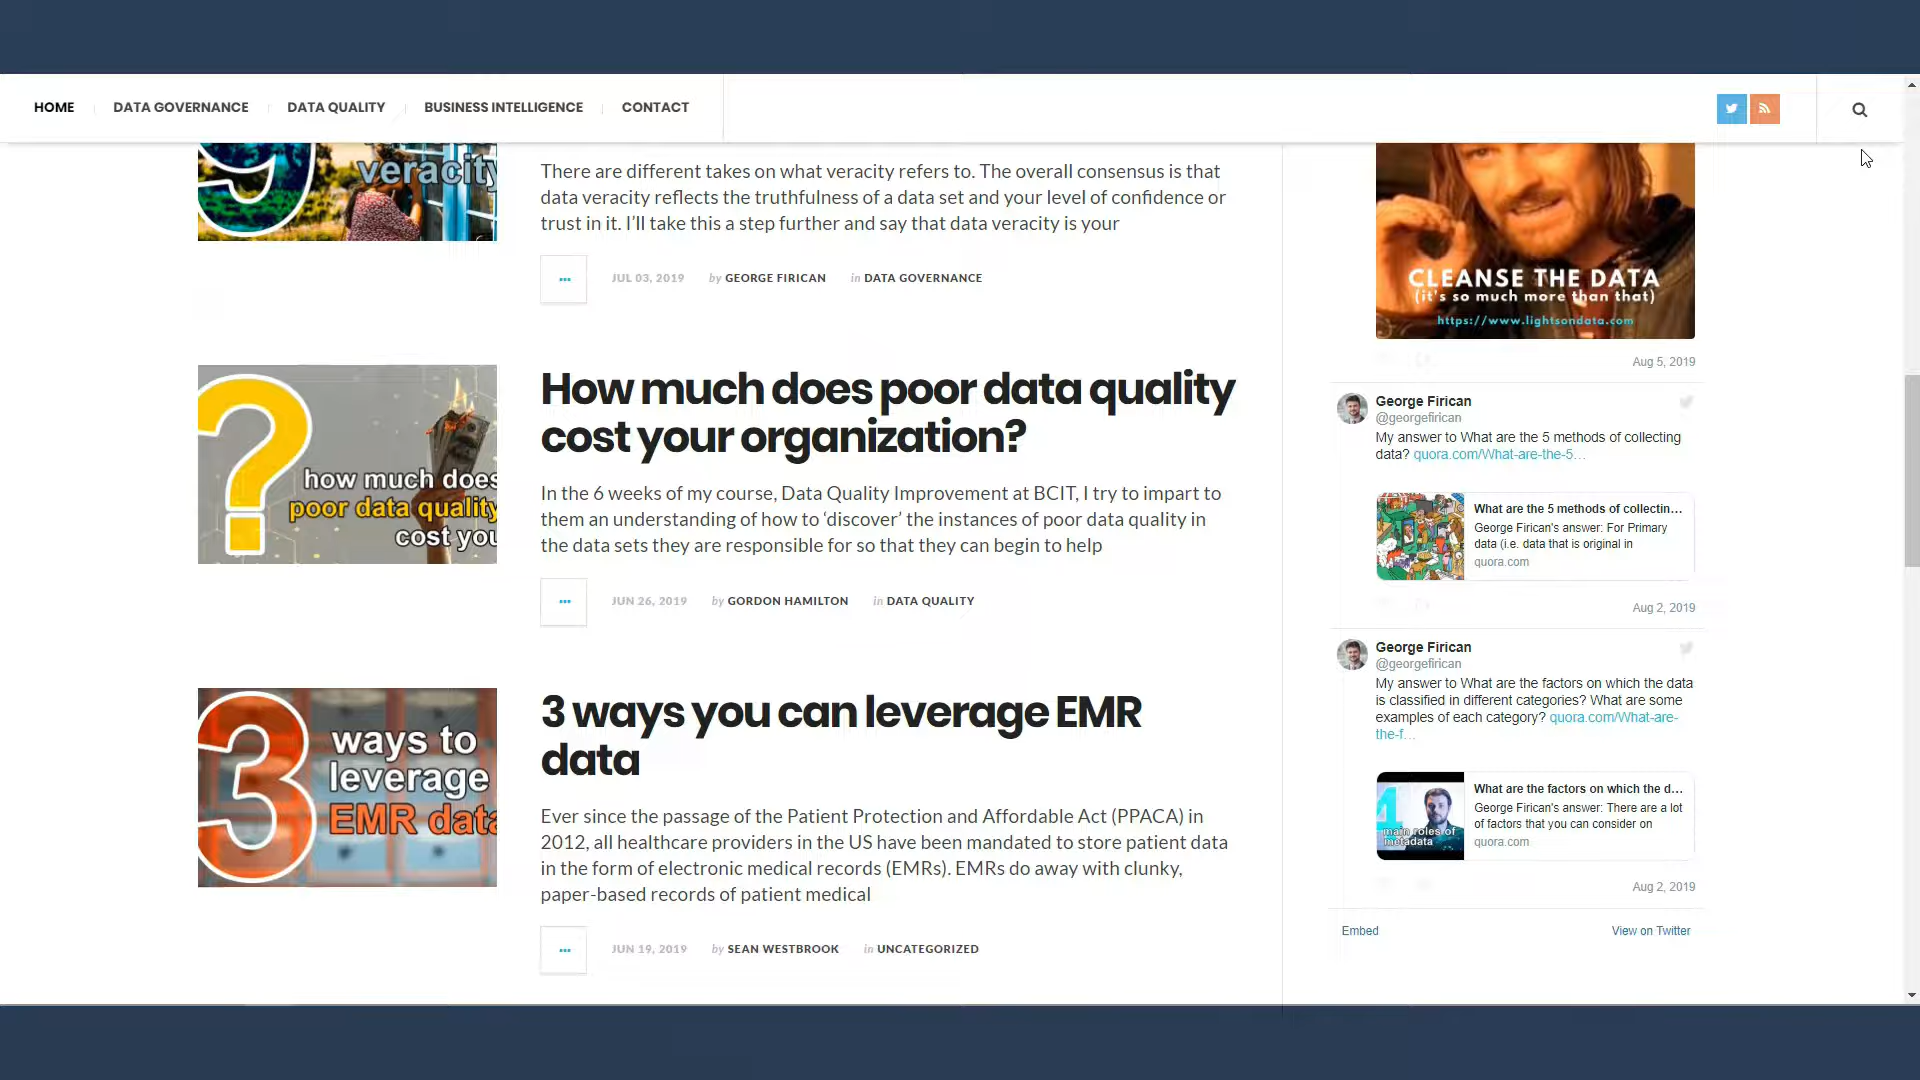 HOME
DATA GOVERNANCE
DATA QUALITY
BUSINESS INTELLIGENCE
CONTACT
veracity
There are different takes on what veracity refers to. The overall consensus is that
data veracity reflects the truthfulness of a data set and your level of confidence or
trust in it. I’ll take this a step further and say that data veracity is your
...
JUL 03, 2019 by GEORGE FIRICAN in DATA GOVERNANCE
?
how much does
poor data quality
cost you
How much does poor data quality
cost your organization?
In the 6 weeks of my course, Data Quality Improvement at BCIT, I try to impart to
them an understanding of how to ‘discover’ the instances of poor data quality in
the data sets they are responsible for so that they can begin to help
...
JUN 26, 2019 by GORDON HAMILTON in DATA QUALITY
3
ways to
leverage
EMR data
3 ways you can leverage EMR
data
Ever since the passage of the Patient Protection and Affordable Act (PPACA) in
2012, all healthcare providers in the US have been mandated to store patient data
in the form of electronic medical records (EMRs). EMRs do away with clunky,
paper-based records of patient medical
...
JUN 19, 2019 by SEAN WESTBROOK in UNCATEGORIZED
CLEANSE THE DATA
(it's so much more than that)
https://www.lightsondata.com
Aug 5, 2019
George Firican
@georgefirican
My answer to What are the 5 methods of collecting
data? quora.com/What-are-the-5…
What are the 5 methods of collectin...
George Firican's answer: For Primary
data (i.e. data that is original in
quora.com
Aug 2, 2019
George Firican
@georgefirican
My answer to What are the factors on which the data
is classified in different categories? What are some
examples of each category? quora.com/What-are-
the-f…
4
main roles of
metadata
What are the factors on which the d...
George Firican's answer: There are a lot
of factors that you can consider on
quora.com
Aug 2, 2019
Embed
View on Twitter